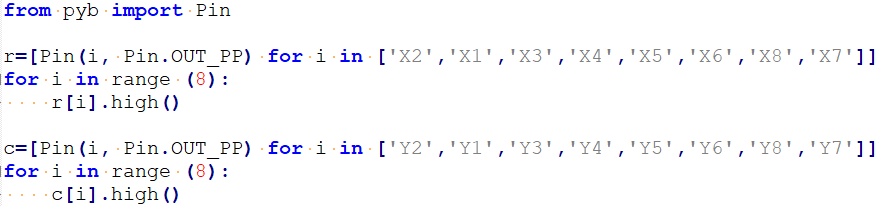 from pyb import Pin
r=[Pin(i, Pin.OUT_PP) for i in ['X2','X1','X3','X4','X5','X6','X8','X7']]
for i in range (8):
    r[i].high()
c=[Pin(i, Pin.OUT_PP) for i in ['Y2','Y1','Y3','Y4','Y5','Y6','Y8','Y7']]
for i in range (8):
    c[i].high()